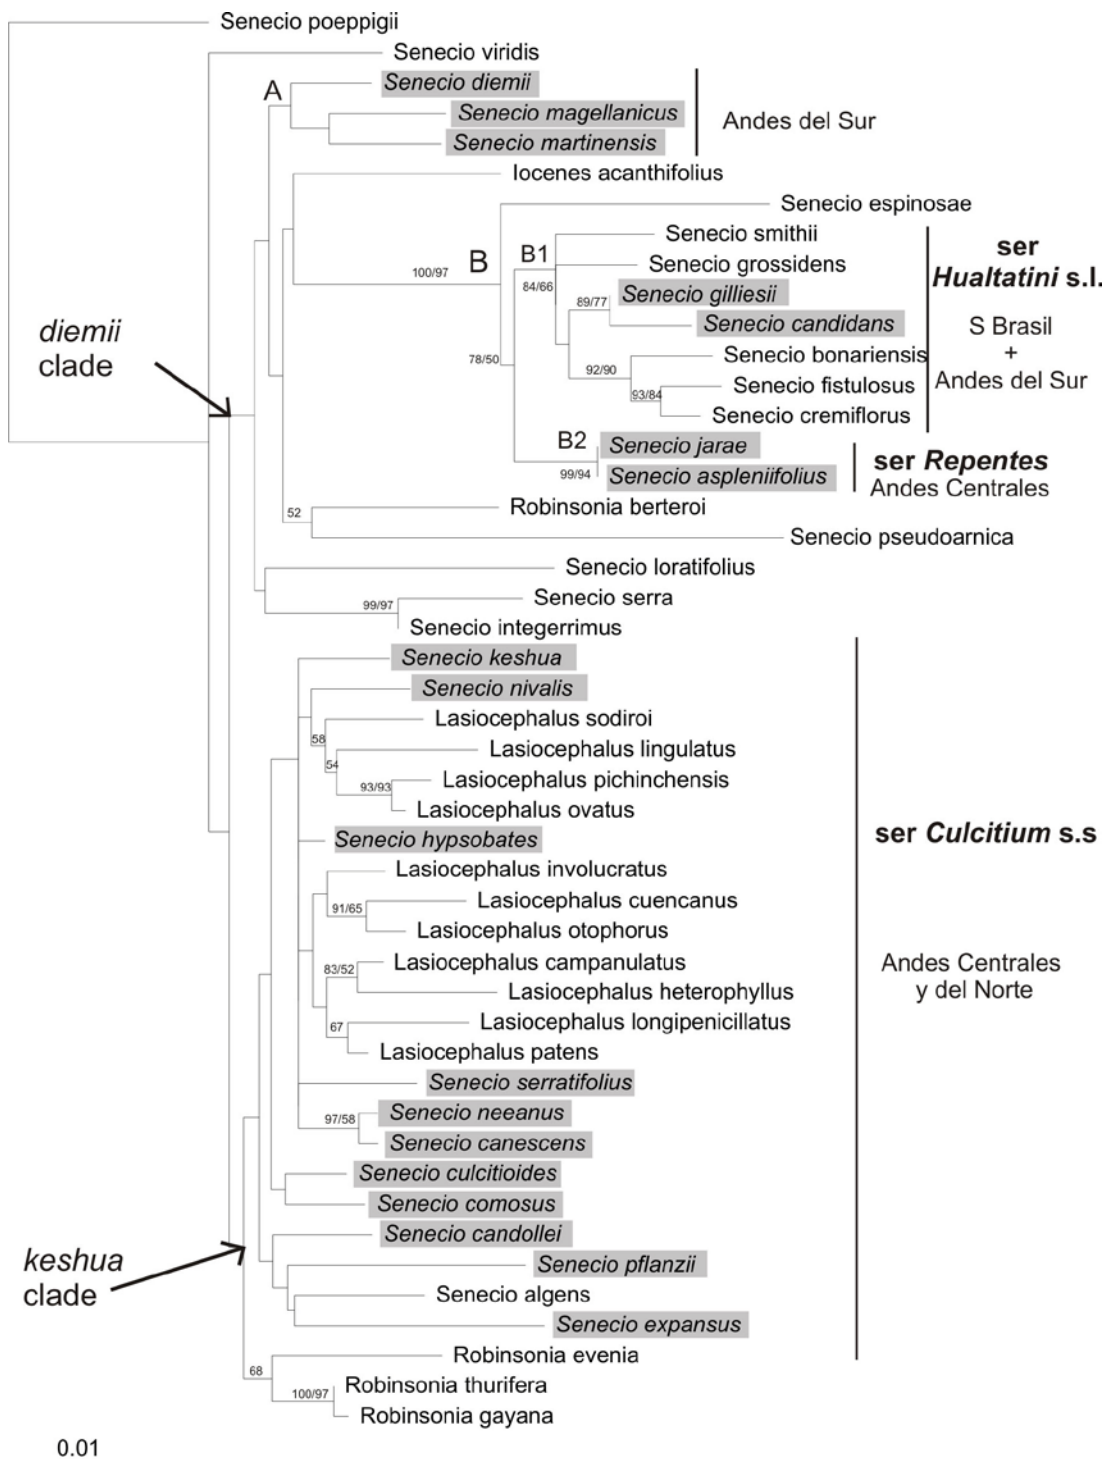 Senecio poeppigii
Senecio viridis
A
Senecio diemii
Senecio magellanicus
Andes del Sur
Senecio martinensis
Iocenes acanthifolius
Senecio espinosae
Senecio smithii
B
B1
100/97
84/66
Senecio grossidens
ser
Hualtatini s.l.
Senecio gilliesii
89/77
Senecio candidans
S Brasil
+
Andes del Sur
diemii
clade
78/50
Senecio bonariensis
92/90
Senecio fistulosus
93/84
Senecio cremiflorus
B2
Senecio jarae
99/94
Senecio aspleniifolius
ser Repentes
Andes Centrales
Robinsonia berteroi
52
Senecio pseudoarnica
Senecio loratifolius
Senecio serra
99/97
Senecio integerrimus
Senecio keshua
Senecio nivalis
Lasiocephalus sodiroi
58
Lasiocephalus lingulatus
54
Lasiocephalus pichinchensis
93/93
Lasiocephalus ovatus
Senecio hypsobates
ser Culcitium s.s
Lasiocephalus involucratus
Lasiocephalus cuencanus
91/65
Lasiocephalus otophorus
Lasiocephalus campanulatus
83/52
Andes Centrales
y del Norte
Lasiocephalus heterophyllus
Lasiocephalus longipenicillatus
67
Lasiocephalus patens
Senecio serratifolius
Senecio neeanus
97/58
Senecio canescens
Senecio culcitioides
Senecio comosus
Senecio candollei
keshua
clade
Senecio pflanzii
Senecio algens
Senecio expansus
Robinsonia evenia
68
Robinsonia thurifera
100/97
Robinsonia gayana
0.01